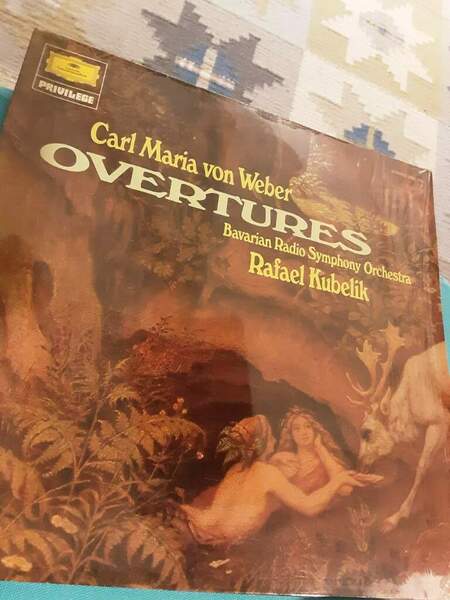 PRIVILEGE
Carl Maria von Weber
OVERTURES
Bavarian Radio Symphony Orchestra
Rafael Kubelik